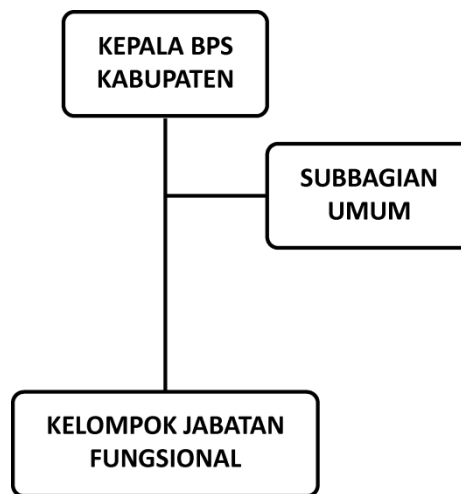 KEPALA BPS
KABUPATEN
SUBBAGIAN
UMUM
KELOMPOK JABATAN
FUNGSIONAL